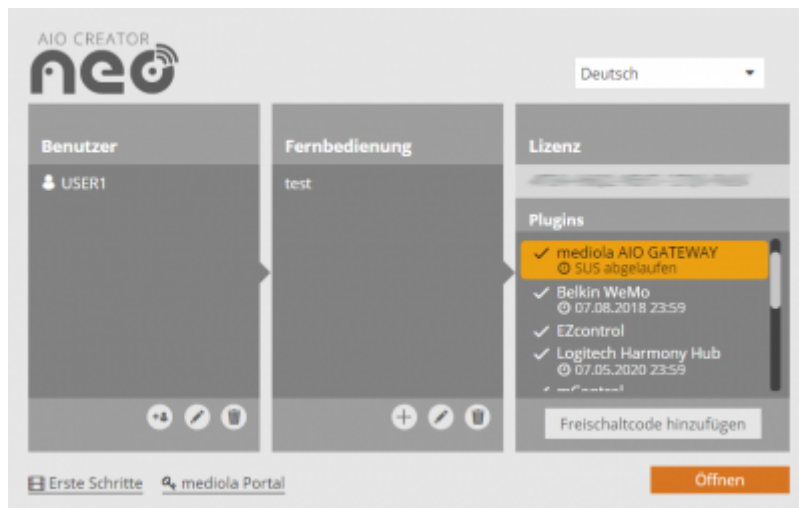 AIO CREATOR
neo
Deutsch
Benutzer
USER1
Fernbedienung
test
Lizenz
Plugins
mediola AIO GATEWAY
SUS abgelaufen
Belkin WeMo
07.08.2018 23:59
EZcontrol
Logitech Harmony Hub
07.05.2020 23:59
Freischaltcode hinzufügen
Erste Schritte
mediola Portal
Öffnen